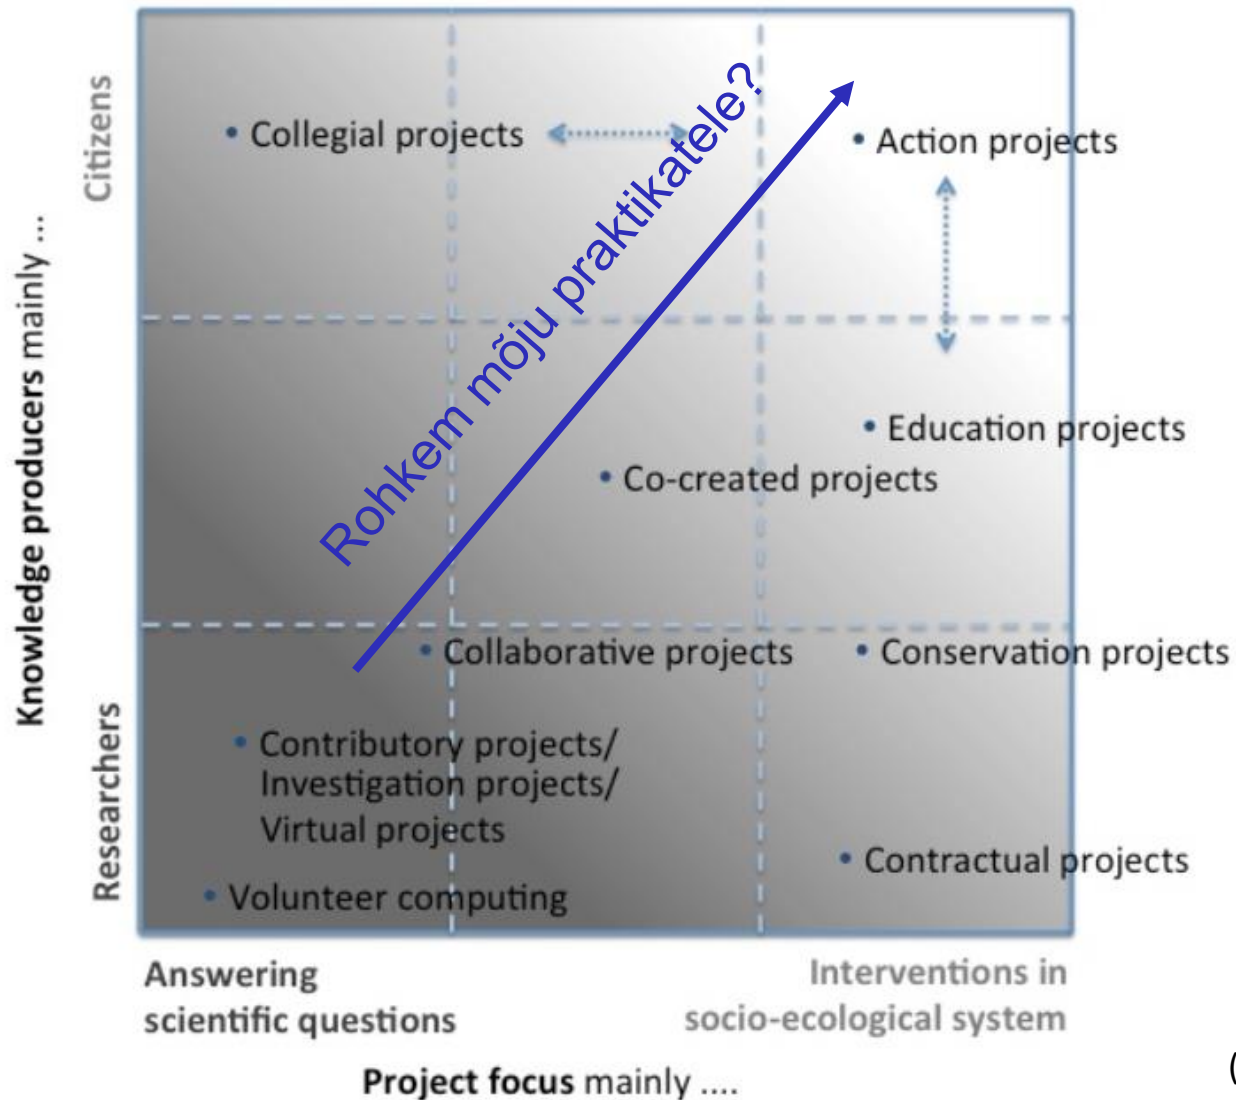 Knowledge producers mainly ...
Citizens
Researchers
• Collegial projects
• Action projects
Rohkem mõju praktikatele?
• Education projects
• Co-created projects
• Collaborative projects
• Conservation projects
• Contributory projects/
Investigation projects/
Virtual projects
• Contractual projects
• Volunteer computing
Answering
scientific questions
Interventions in
socio-ecological system
Project focus mainly ....
(